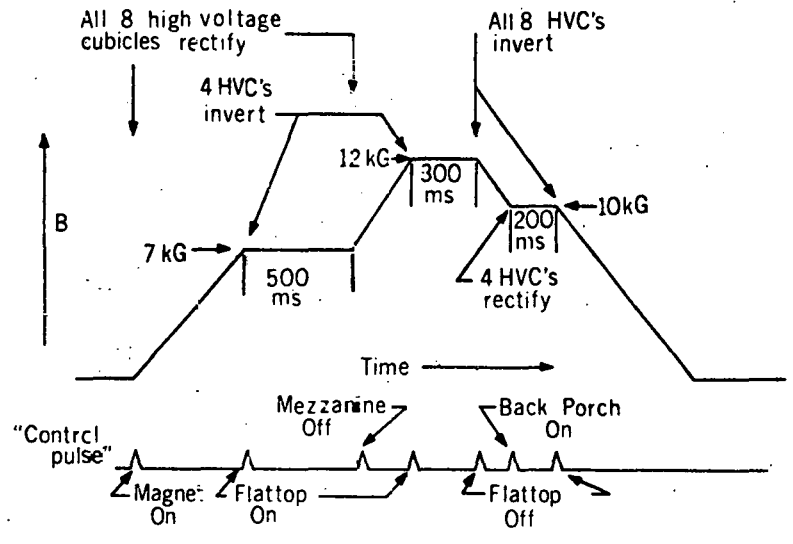 All 8 high voltage
cubicles rectify
All 8 HVC's
invert
4 HVC's
invert
12 kG
300
ms
B
7 kG
500
ms
200
ms
10kG
4 HVC's
rectify
Time
Mezzanine
Off
Back Porch
On
"Contrcl
pulse"
Magnet
On
Flattop
On
Flattop
Off